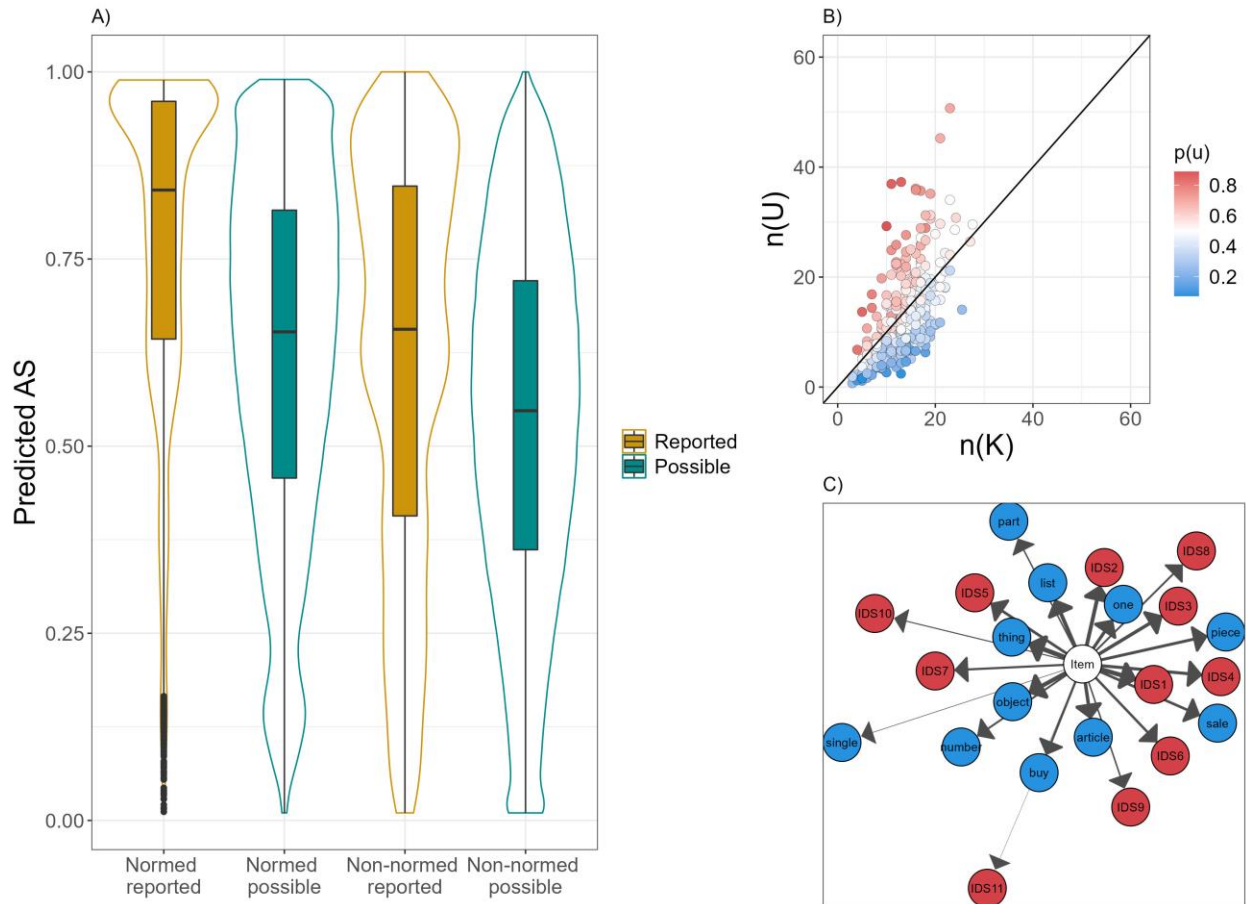 A)
Predicted AS
1.00
0.75
0.50
0.25
0.00
Normed
reported
Normed
possible
Non-normed
reported
Non-normed
possible
Reported
Possible
B)
n(U)
60
40
20
0
0
20
40
60
n(K)
p(u)
0.8
0.6
0.4
0.2
C)
part
IDS8
IDS2
list
IDS5
one
IDS3
IDS10
piece
thing
Item
IDS7
IDS1
IDS4
object
sale
single
number
article
IDS6
buy
IDS9
IDS11